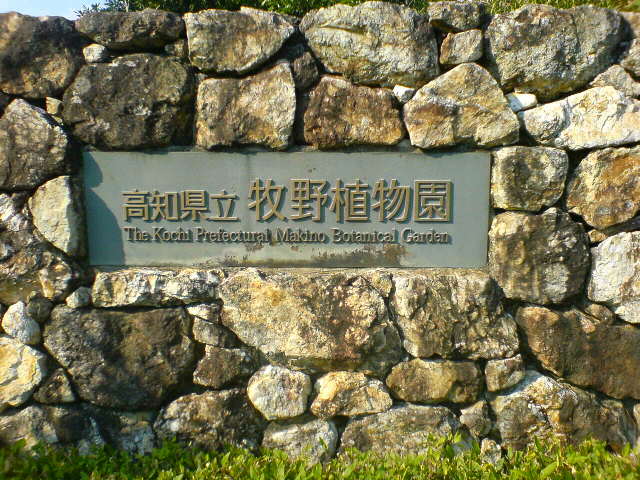 高知県立 牧野植物園
The Kochi Prefectural Makino Botanical Garden